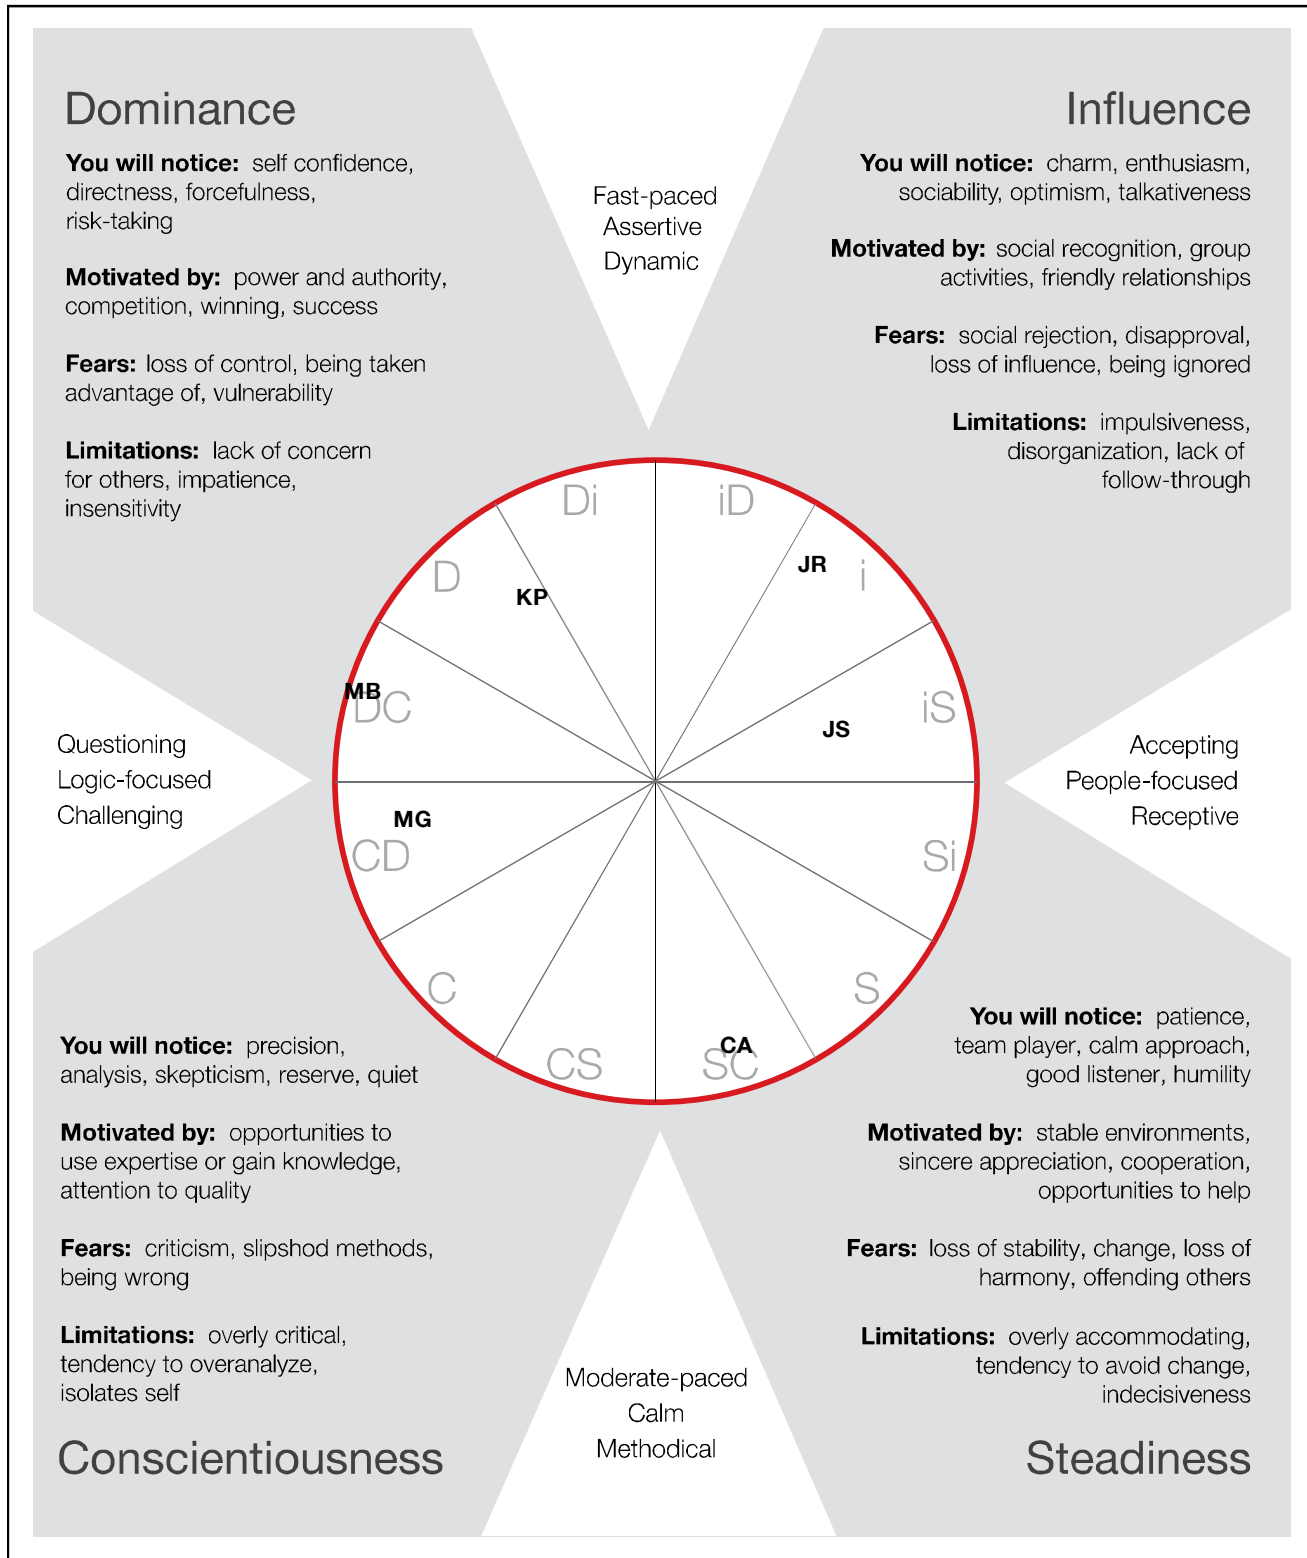 Dominance
You will notice: self confidence,
directness, forcefulness,
risk-taking
Motivated by: power and authority,
competition, winning, success
Fears: loss of control, being taken
advantage of, vulnerability
Limitations: lack of concern
for others, impatience,
insensitivity
Fast-paced
Assertive
Dynamic
Influence
You will notice: charm, enthusiasm,
sociability, optimism, talkativeness
Motivated by: social recognition, group
activities, friendly relationships
Fears: social rejection, disapproval,
loss of influence, being ignored
Limitations: impulsiveness,
disorganization, lack of
follow-through
Di
iD
D
KP
JR
i
MB
DC
JS
iS
Questioning
Logic-focused
Challenging
Accepting
People-focused
Receptive
MG
CD
Si
C
S
CS
CA
SC
You will notice: precision,
analysis, skepticism, reserve, quiet
Motivated by: opportunities to
use expertise or gain knowledge,
attention to quality
Fears: criticism, slipshod methods,
being wrong
Limitations: overly critical,
tendency to overanalyze,
isolates self
Conscientiousness
Moderate-paced
Calm
Methodical
You will notice: patience,
team player, calm approach,
good listener, humility
Motivated by: stable environments,
sincere appreciation, cooperation,
opportunities to help
Fears: loss of stability, change, loss of
harmony, offending others
Limitations: overly accommodating,
tendency to avoid change,
indecisiveness
Steadiness